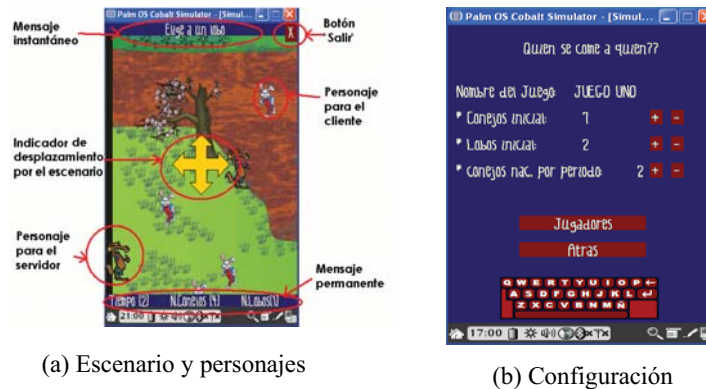 Palm OS Cobalt Simulator - [Simul...
Mensaje
instantáneo
Elige a un lobo
X
Botón
'Salir'
Personaje
para el
cliente
Indicador de
desplazamiento
por el escenario
Personaje
para el
servidor
Mensaje
permanente
Tiempo (2) N.Conejos (4) N.Lobos(1)
21:00
(a) Escenario y personajes
Palm OS Cobalt Simulator - [Simul...
Quien se come a quien??
Nombre del Juego: JUEGO UNO
* Conejos inicial: 7 + -
* Lobos inicial: 2 + -
* conejos nac. por periodo: 2 + -
Jugadores
Atras
Q W E R T Y U I O P ←
A S D F G H J K L ↵
Z X C V B N M Ñ
17:00
(b) Configuración